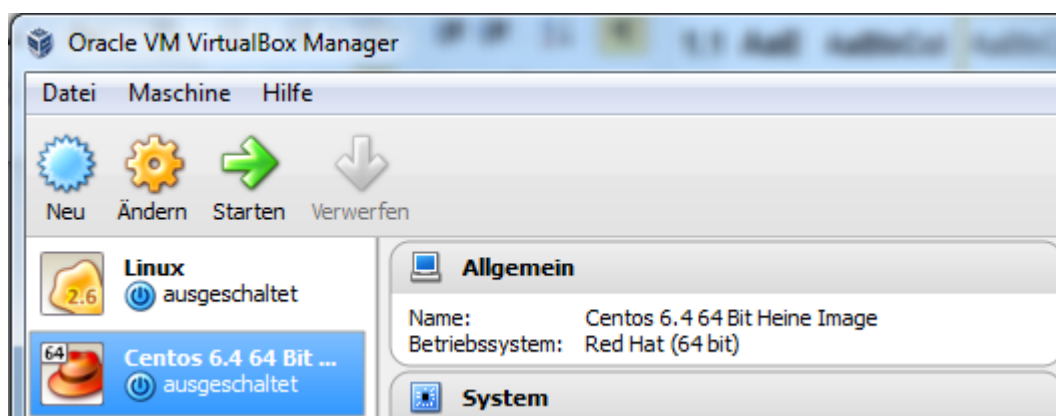 Oracle VM VirtualBox Manager
Datei Maschine Hilfe
Neu Ändern Starten Verwerfen
2.6
Linux
ausgeschaltet
64
Centos 6.4 64 Bit ...
ausgeschaltet
Allgemein
Name: Centos 6.4 64 Bit Heine Image
Betriebssystem: Red Hat (64 bit)
System